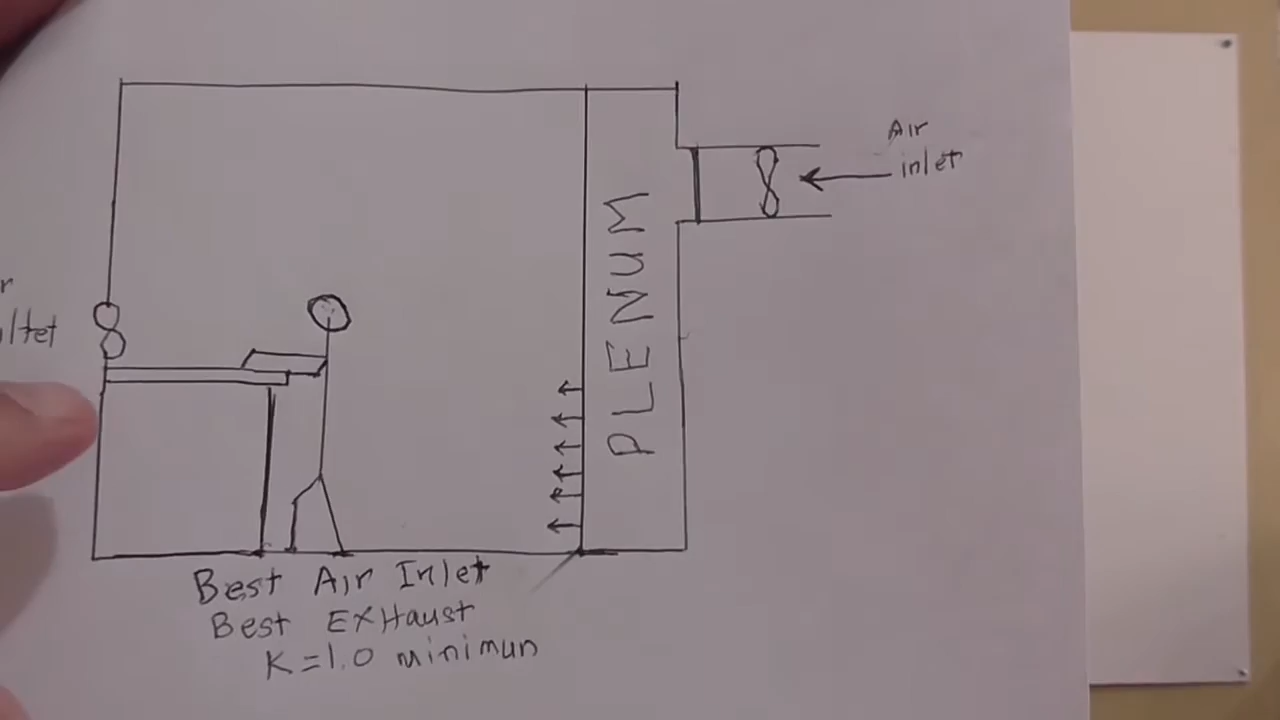 Air
inlet
PLENUM
Best Air Inlet
Best EXHaust
K=1.0 minimun